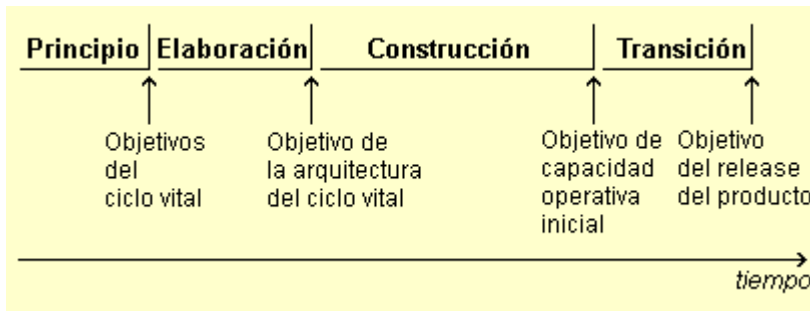 Principio Elaboración Construcción Transición
Objetivos
del
ciclo vital
Objetivo de
la arquitectura
del ciclo vital
Objetivo de
capacidad
operativa
inicial
Objetivo
del release
del producto
tiempo